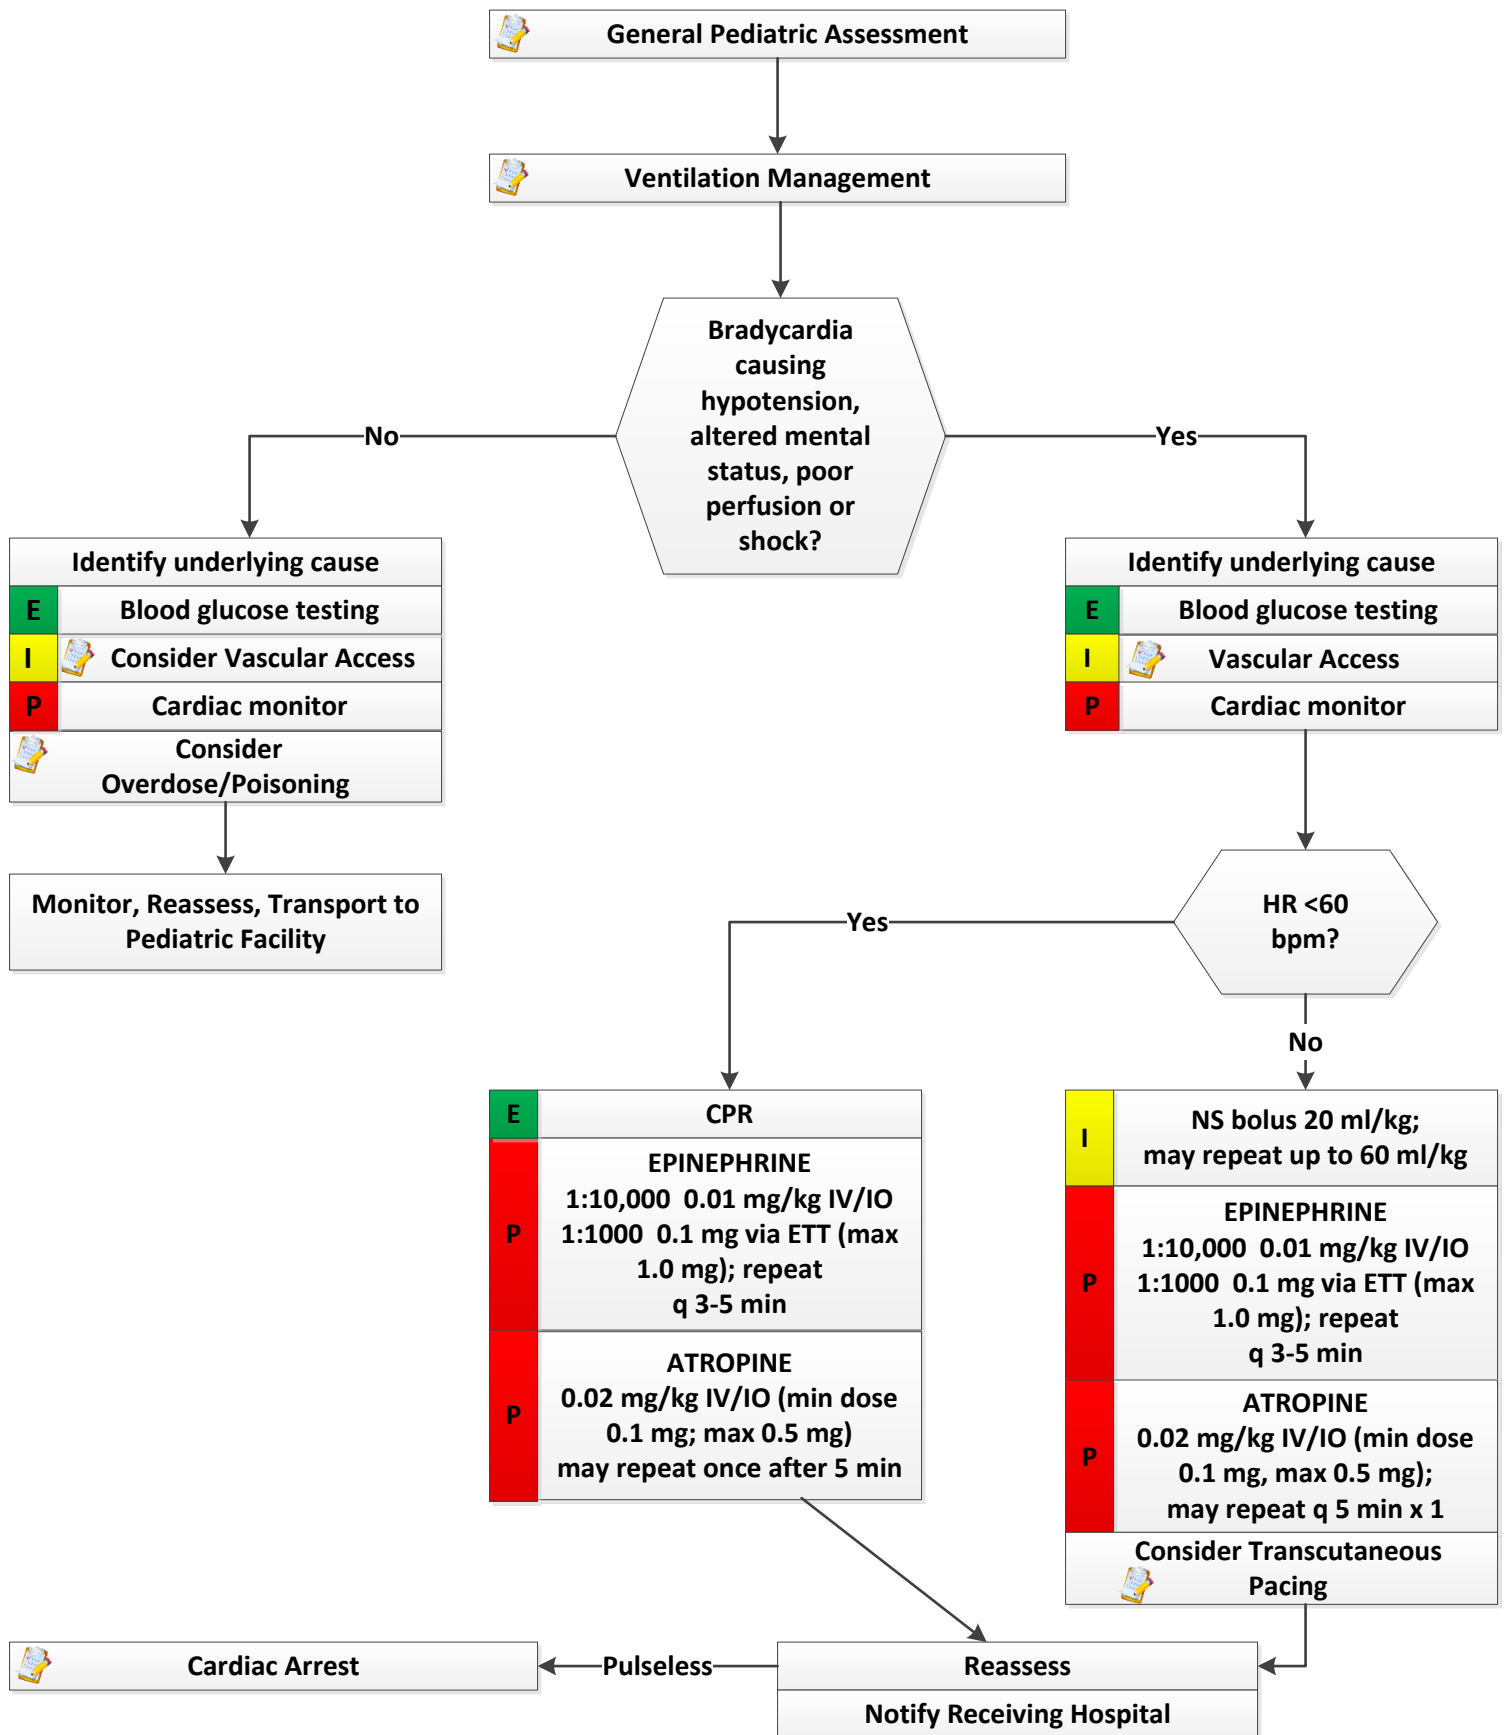 General Pediatric Assessment
Ventilation Management
Bradycardia
causing
hypotension,
altered mental
status, poor
perfusion or
shock?
No
Yes
Identify underlying cause
E Blood glucose testing
I Consider Vascular Access
P Cardiac monitor
Consider
Overdose/Poisoning
Monitor, Reassess, Transport to
Pediatric Facility
Identify underlying cause
E Blood glucose testing
I Vascular Access
P Cardiac monitor
HR <60
bpm?
Yes
No
E CPR
P
EPINEPHRINE
1:10,000 0.01 mg/kg IV/IO
1:1000 0.1 mg via ETT (max
1.0 mg); repeat
q 3-5 min
P
ATROPINE
0.02 mg/kg IV/IO (min dose
0.1 mg; max 0.5 mg)
may repeat once after 5 min
I
NS bolus 20 ml/kg;
may repeat up to 60 ml/kg
P
EPINEPHRINE
1:10,000 0.01 mg/kg IV/IO
1:1000 0.1 mg via ETT (max
1.0 mg); repeat
q 3-5 min
P
ATROPINE
0.02 mg/kg IV/IO (min dose
0.1 mg, max 0.5 mg);
may repeat q 5 min x 1
Consider Transcutaneous
Pacing
Reassess
Notify Receiving Hospital
Pulseless
Cardiac Arrest